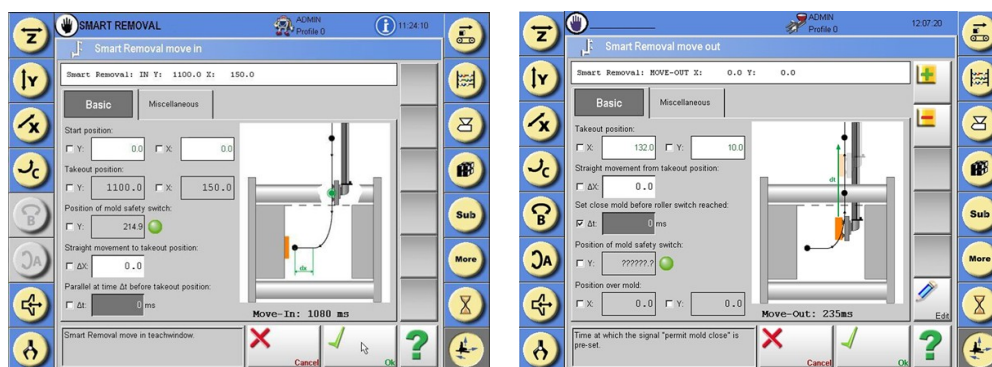 SMART REMOVAL
ADMIN
Profile 0
11:24:10
Smart Removal move in
Smart Removal: IN Y: 1100.0 X: 150.0
Basic
Miscellaneous
Start position:
Y: 0.0 X: 0.0
Takeout position:
Y: 1100.0 X: 150.0
Position of mold safety switch:
Y: 214.9
Straight movement to takeout position:
ΔX: 0.0
Parallel at time Δt before takeout position:
Δt: 0 ms
dx
Move-In: 1080 ms
Smart Removal move in teachwindow.
Cancel
Ok
Z
Y
X
C
B
A
Sub
More
ADMIN
Profile 0
12:07:20
Smart Removal move out
Smart Removal: MOVE-OUT X: 0.0 Y: 0.0
Basic
Miscellaneous
Takeout position:
X: 132.0 Y: 10.0
Straight movement from takeout position:
ΔX: 0.0
Set close mold before roller switch reached:
Δt: 0 ms
Position of mold safety switch:
Y: ??????.?
Position over mold:
X: 0.0 Y: 0.0
dt
Move-Out: 235ms
Time at which the signal "permit mold close" is
pre-set.
Cancel
Ok
Edit
Z
Y
X
C
B
A
Sub
More